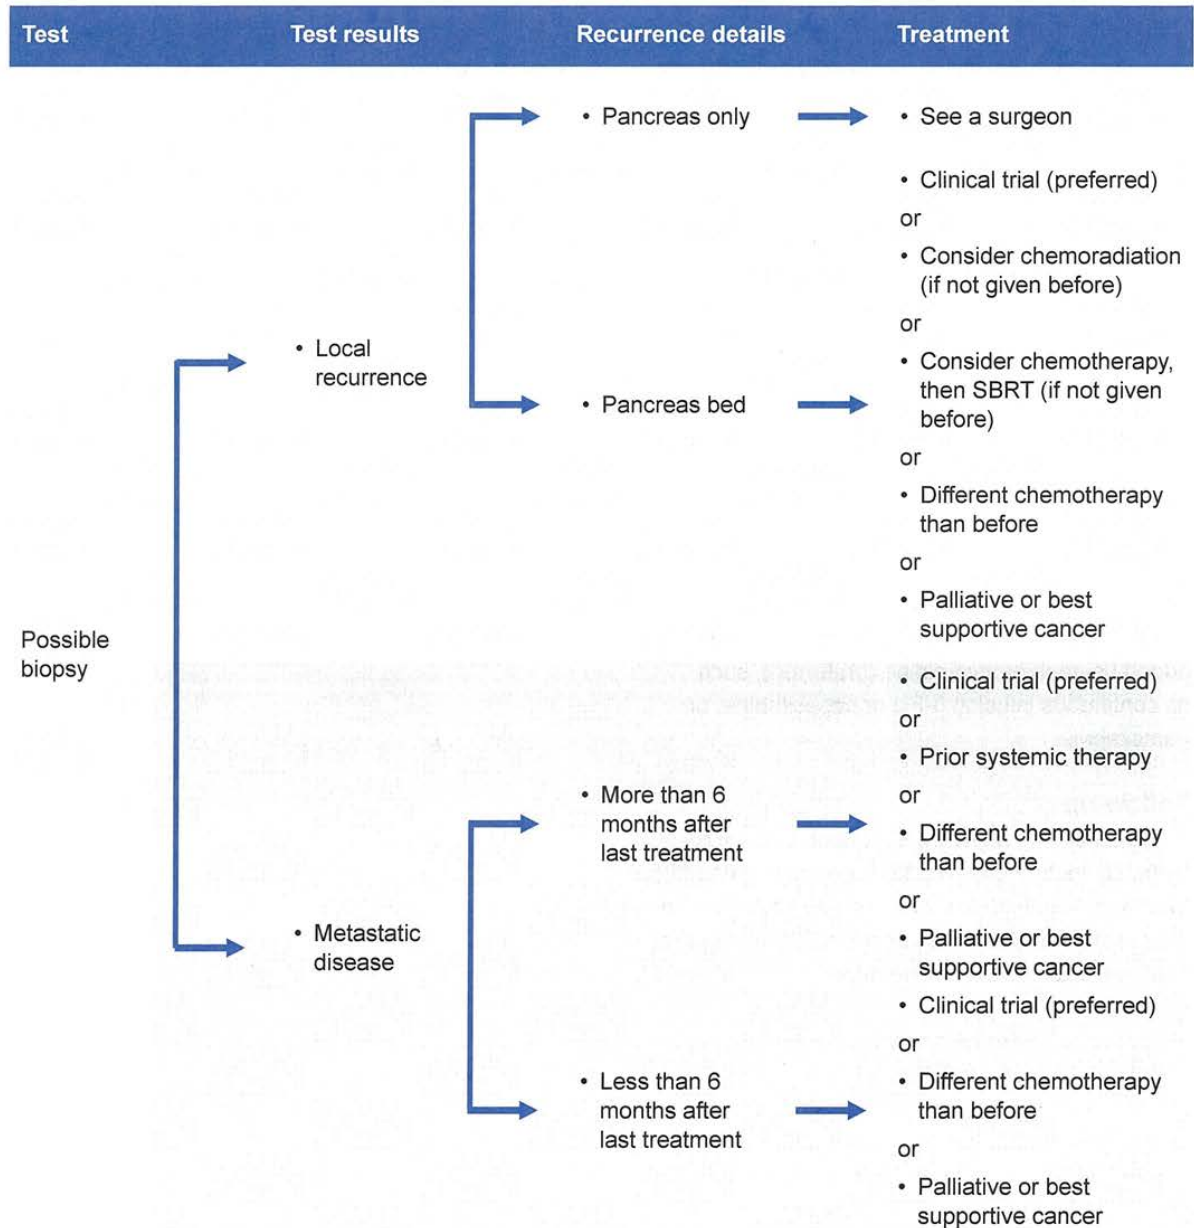 Test
Test results
Recurrence details
Treatment
Possible
biopsy
• Local
recurrence
• Pancreas only
• See a surgeon
• Pancreas bed
• Clinical trial (preferred)
or
• Consider chemoradiation
(if not given before)
or
• Consider chemotherapy,
then SBRT (if not given
before)
or
• Different chemotherapy
than before
or
• Palliative or best
supportive cancer
• Metastatic
disease
• More than 6
months after
last treatment
• Clinical trial (preferred)
or
• Prior systemic therapy
or
• Different chemotherapy
than before
or
• Palliative or best
supportive cancer
• Less than 6
months after
last treatment
• Clinical trial (preferred)
or
• Different chemotherapy
than before
or
• Palliative or best
supportive cancer